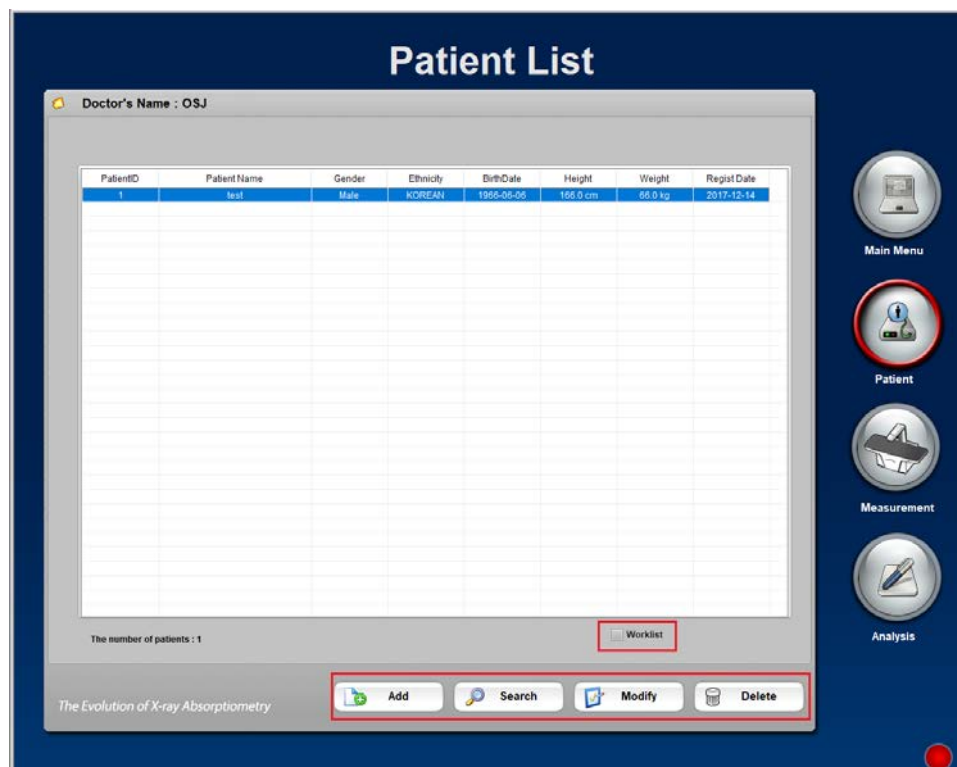 Patient List
Doctor's Name : OSJ
PatientID Patient Name Gender Ethnicity BirthDate Height Weight Regist Date
1 test Male KOREAN 1966-06-06 166.0 cm 66.0 kg 2017-12-14
Main Menu
Patient
Measurement
The number of patients : 1 Worklist
Analysis
The Evolution of X-ray Absorptiometry
Add Search Modify Delete